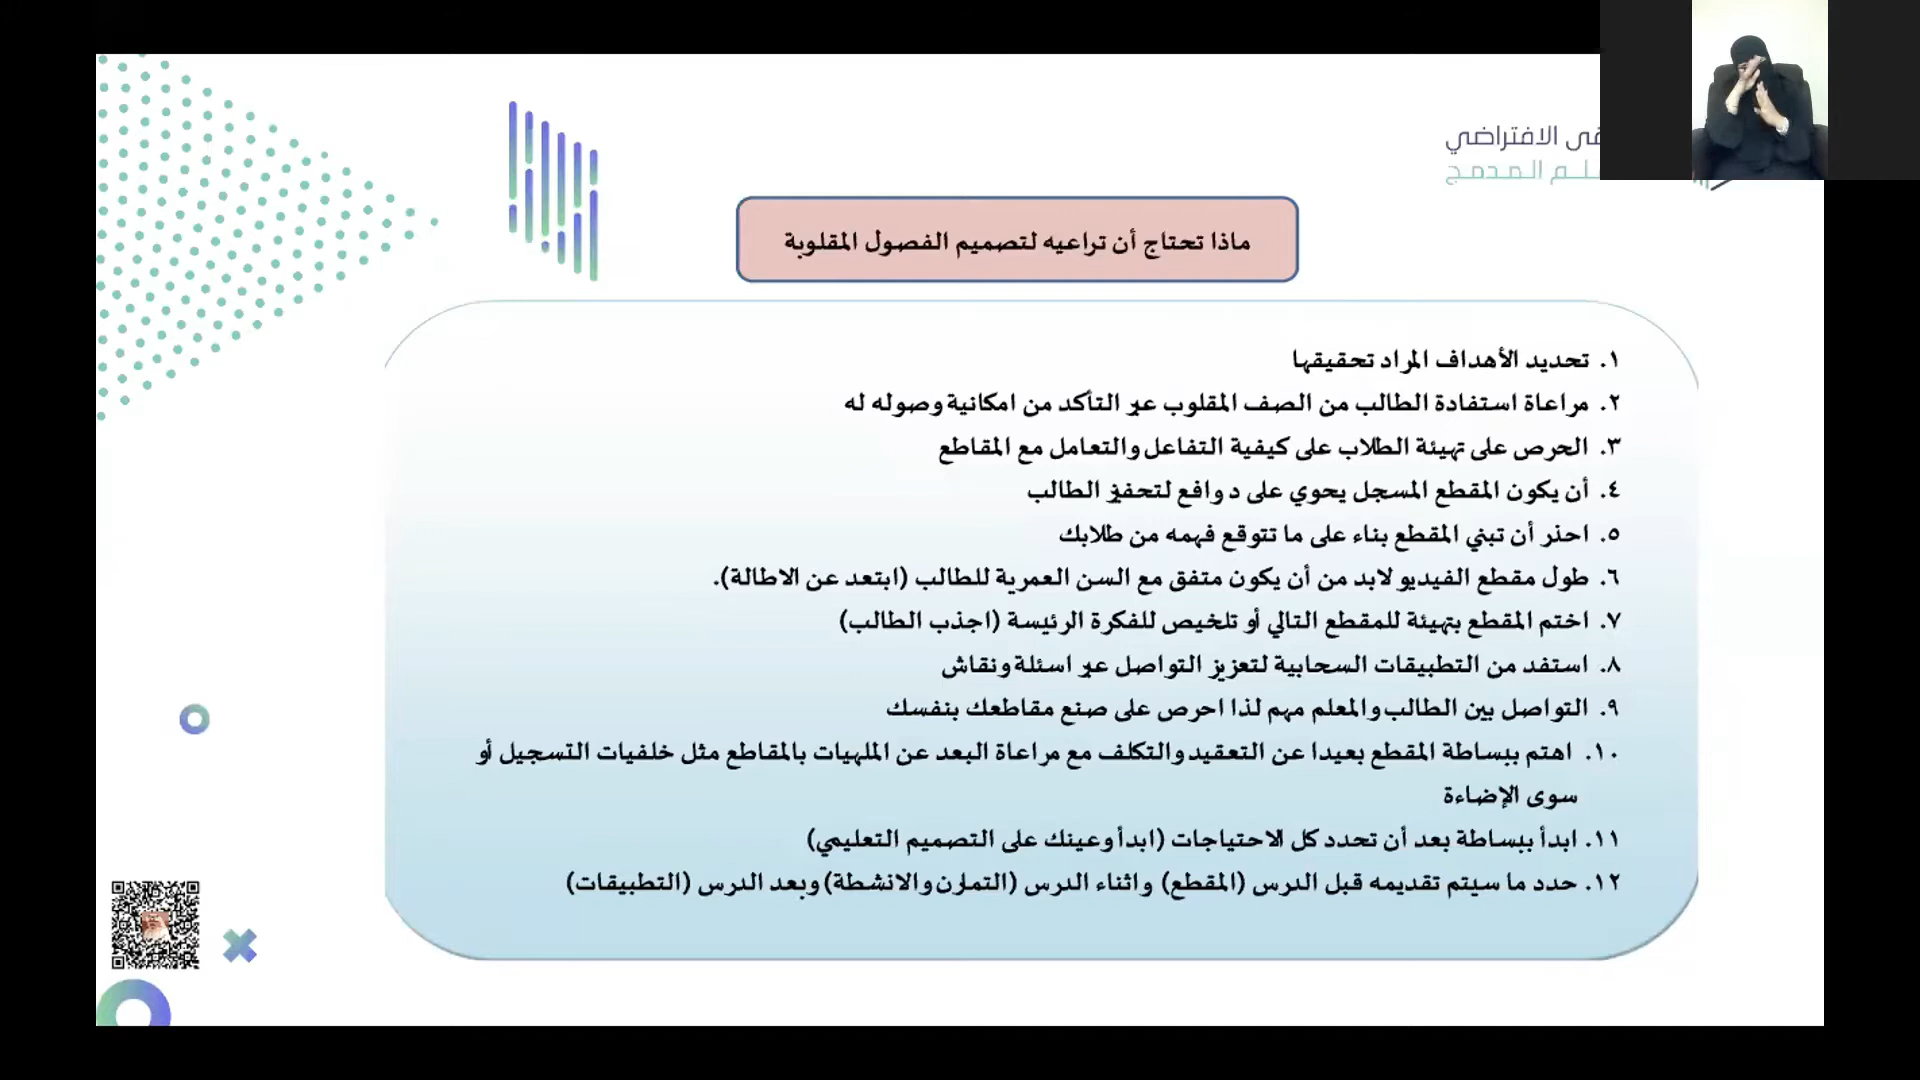 الافتراضي
المدمج
ماذا تحتاج أن تراعيه لتصميم الفصول المقلوبة
١. تحديد الأهداف المراد تحقيقها
٢. مراعاة استفادة الطالب من الصف المقلوب عبر التأكد من امكانية وصوله له
٣. الحرص على تهيئة الطلاب على كيفية التفاعل والتعامل مع المقاطع
٤. أن يكون المقطع المسجل يحوي على دوافع لتحفيز الطالب
٥. احذر أن تبني المقطع بناء على ما تتوقع فهمه من طلابك
٦. طول مقطع الفيديو لابد من أن يكون متفق مع السن العمرية للطالب (ابتعد عن الاطالة).
٧. اختم المقطع بتهيئة للمقطع التالي أو تلخيص للفكرة الرئيسة (اجذب الطالب)
٨. استفد من التطبيقات السحابية لتعزيز التواصل عبر اسئلة ونقاش
٩. التواصل بين الطالب والمعلم مهم لذا احرص على صنع مقاطعك بنفسك
١٠. اهتم ببساطة المقطع بعيدا عن التعقيد والتكلف مع مراعاة البعد عن الملهيات بالمقاطع مثل خلفيات التسجيل أو
سوى الإضاءة
١١. ابدأ ببساطة بعد أن تحدد كل الاحتياجات (ابدأ وعينك على التصميم التعليمي)
١٢. حدد ما سيتم تقديمه قبل الدرس (المقطع) واثناء الدرس (التمارن والانشطة) وبعد الدرس (التطبيقات)